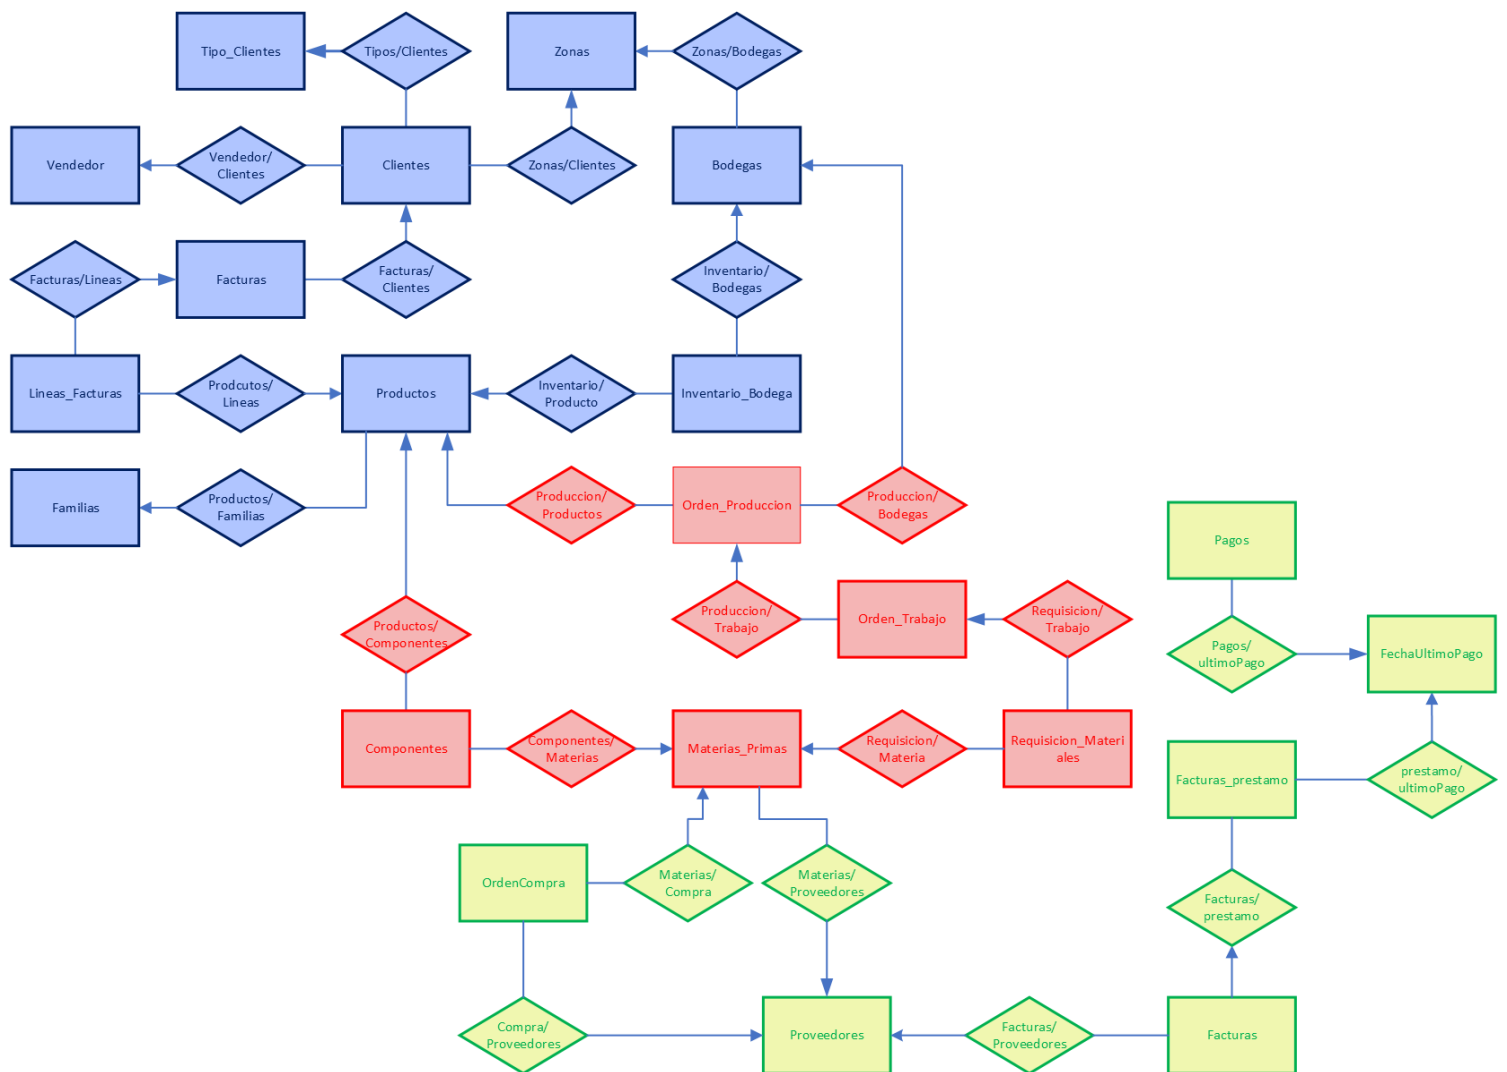 Tipo_Clientes
Tipos/Clientes
Zonas
Zonas/Bodegas
Vendedor
Vendedor/
Clientes
Clientes
Zonas/Clientes
Bodegas
Facturas/Lineas
Facturas
Facturas/
Clientes
Inventario/
Bodegas
Lineas_Facturas
Prodcutos/
Lineas
Productos
Inventario/
Producto
Inventario_Bodega
Familias
Productos/
Familias
Produccion/
Productos
Orden_Produccion
Produccion/
Bodegas
Pagos
Productos/
Componentes
Produccion/
Trabajo
Orden_Trabajo
Requisicion/
Trabajo
Pagos/
ultimoPago
FechaUltimoPago
Componentes
Componentes/
Materias
Materias_Primas
Requisicion/
Materia
Requisicion_Materi
ales
Facturas_prestamo
prestamo/
ultimoPago
OrdenCompra
Materias/
Compra
Materias/
Proveedores
Facturas/
prestamo
Compra/
Proveedores
Proveedores
Facturas/
Proveedores
Facturas